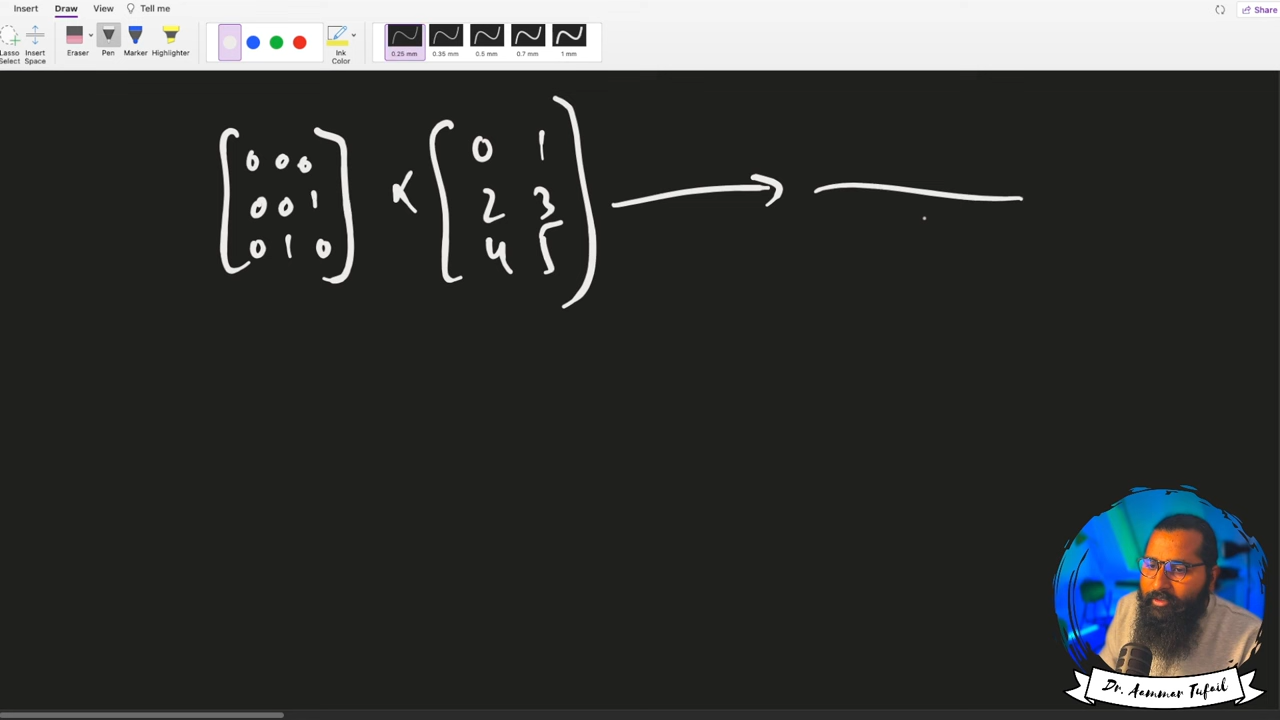 Insert Draw View Tell me
Share
Lasso Select
Insert Space
Eraser
Pen
Marker
Highlighter
Ink Color
0.25 mm
0.35 mm
0.5 mm
0.7 mm
1 mm
0 0 0 0 1
0 0 1 2 3
0 1 0 4 5
Dr. Aammar Tufail